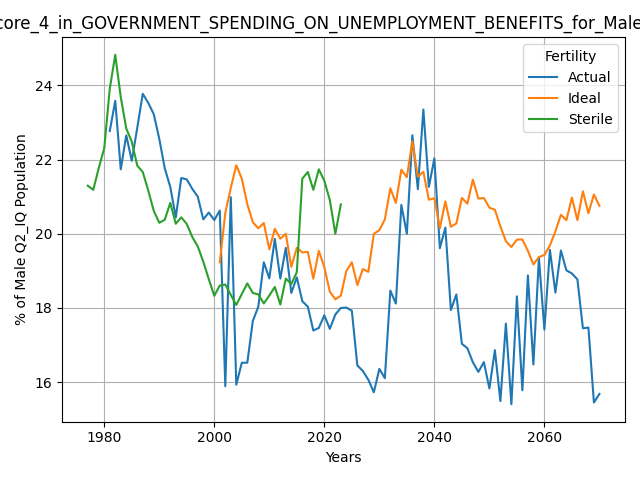 core_4_in_GOVERNMENT_SPENDING_ON_UNEMPLOYMENT_BENEFITS_for_Male
Fertility
Actual
Ideal
Sterile
% of Male Q2_IQ Population
24
22
20
18
16
1980 2000 2020 2040 2060
Years